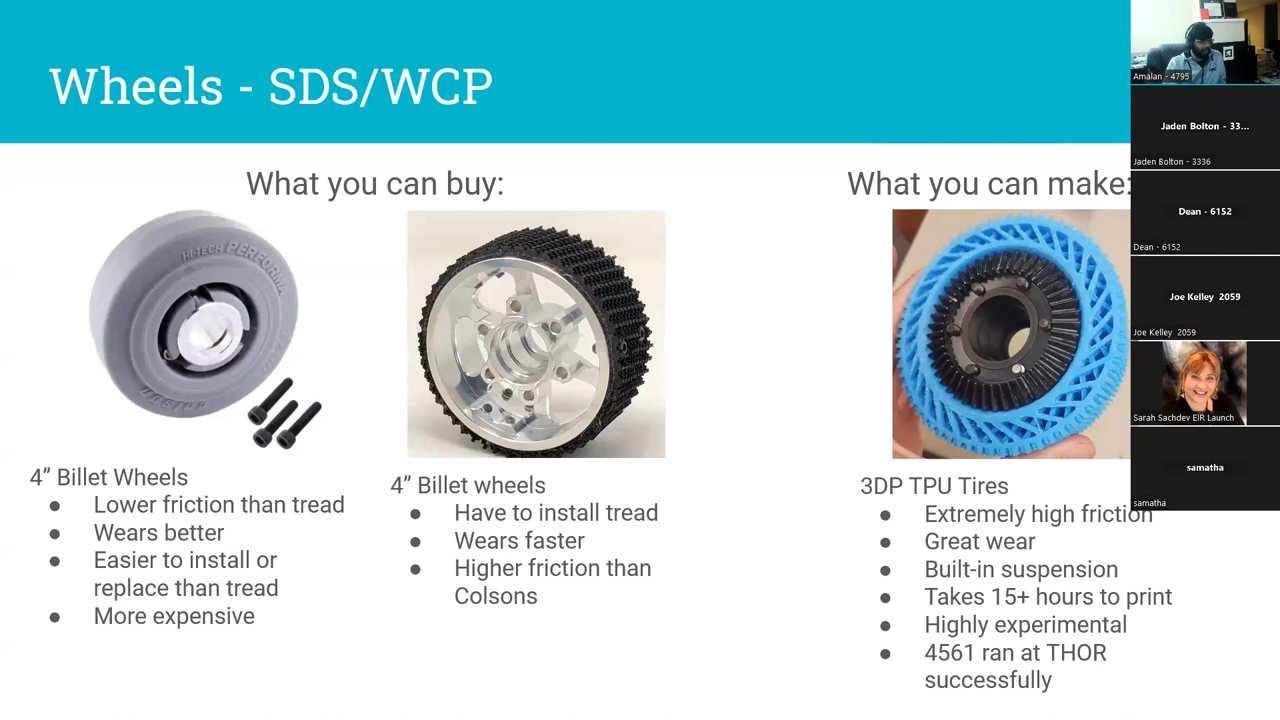 Wheels - SDS/WCP
What you can buy:
What you can make:
HI-TECH PERFORMA
4” Billet Wheels
● Lower friction than tread
● Wears better
● Easier to install or
replace than tread
● More expensive
4” Billet wheels
● Have to install tread
● Wears faster
● Higher friction than
Colsons
3DP TPU Tires
● Extremely high friction
● Great wear
● Built-in suspension
● Takes 15+ hours to print
● Highly experimental
● 4561 ran at THOR
successfully
Amalan - 4795
Jaden Bolton - 33...
Jaden Bolton - 3336
Dean - 6152
Dean - 6152
Joe Kelley 2059
Joe Kelley 2059
Sarah Sachdev EIR Launch
samatha
samatha